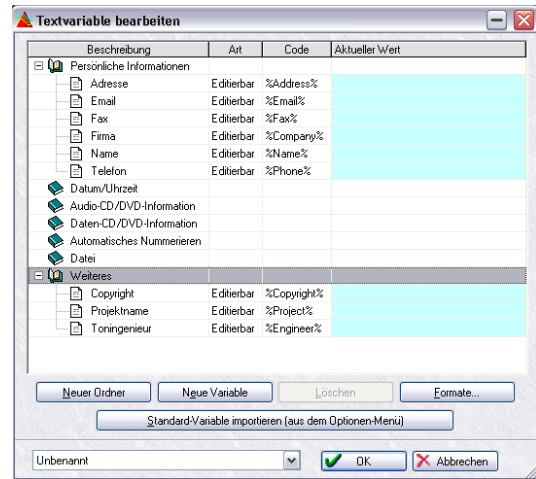 Textvariable bearbeiten
Beschreibung Art Code Aktueller Wert
Persönliche Informationen
Adresse Editierbar %Address%
Email Editierbar %Email%
Fax Editierbar %Fax%
Firma Editierbar %Company%
Name Editierbar %Name%
Telefon Editierbar %Phone%
Datum/Uhrzeit
Audio-CD/DVD-Information
Daten-CD/DVD-Information
Automatisches Nummerieren
Datei
Weiteres
Copyright Editierbar %Copyright%
Projektname Editierbar %Project%
Toningenieur Editierbar %Engineer%
Neuer Ordner Neue Variable Löschen Formate...
Standard-Variable importieren (aus dem Optionen-Menü)
Unbenannt OK Abbrechen